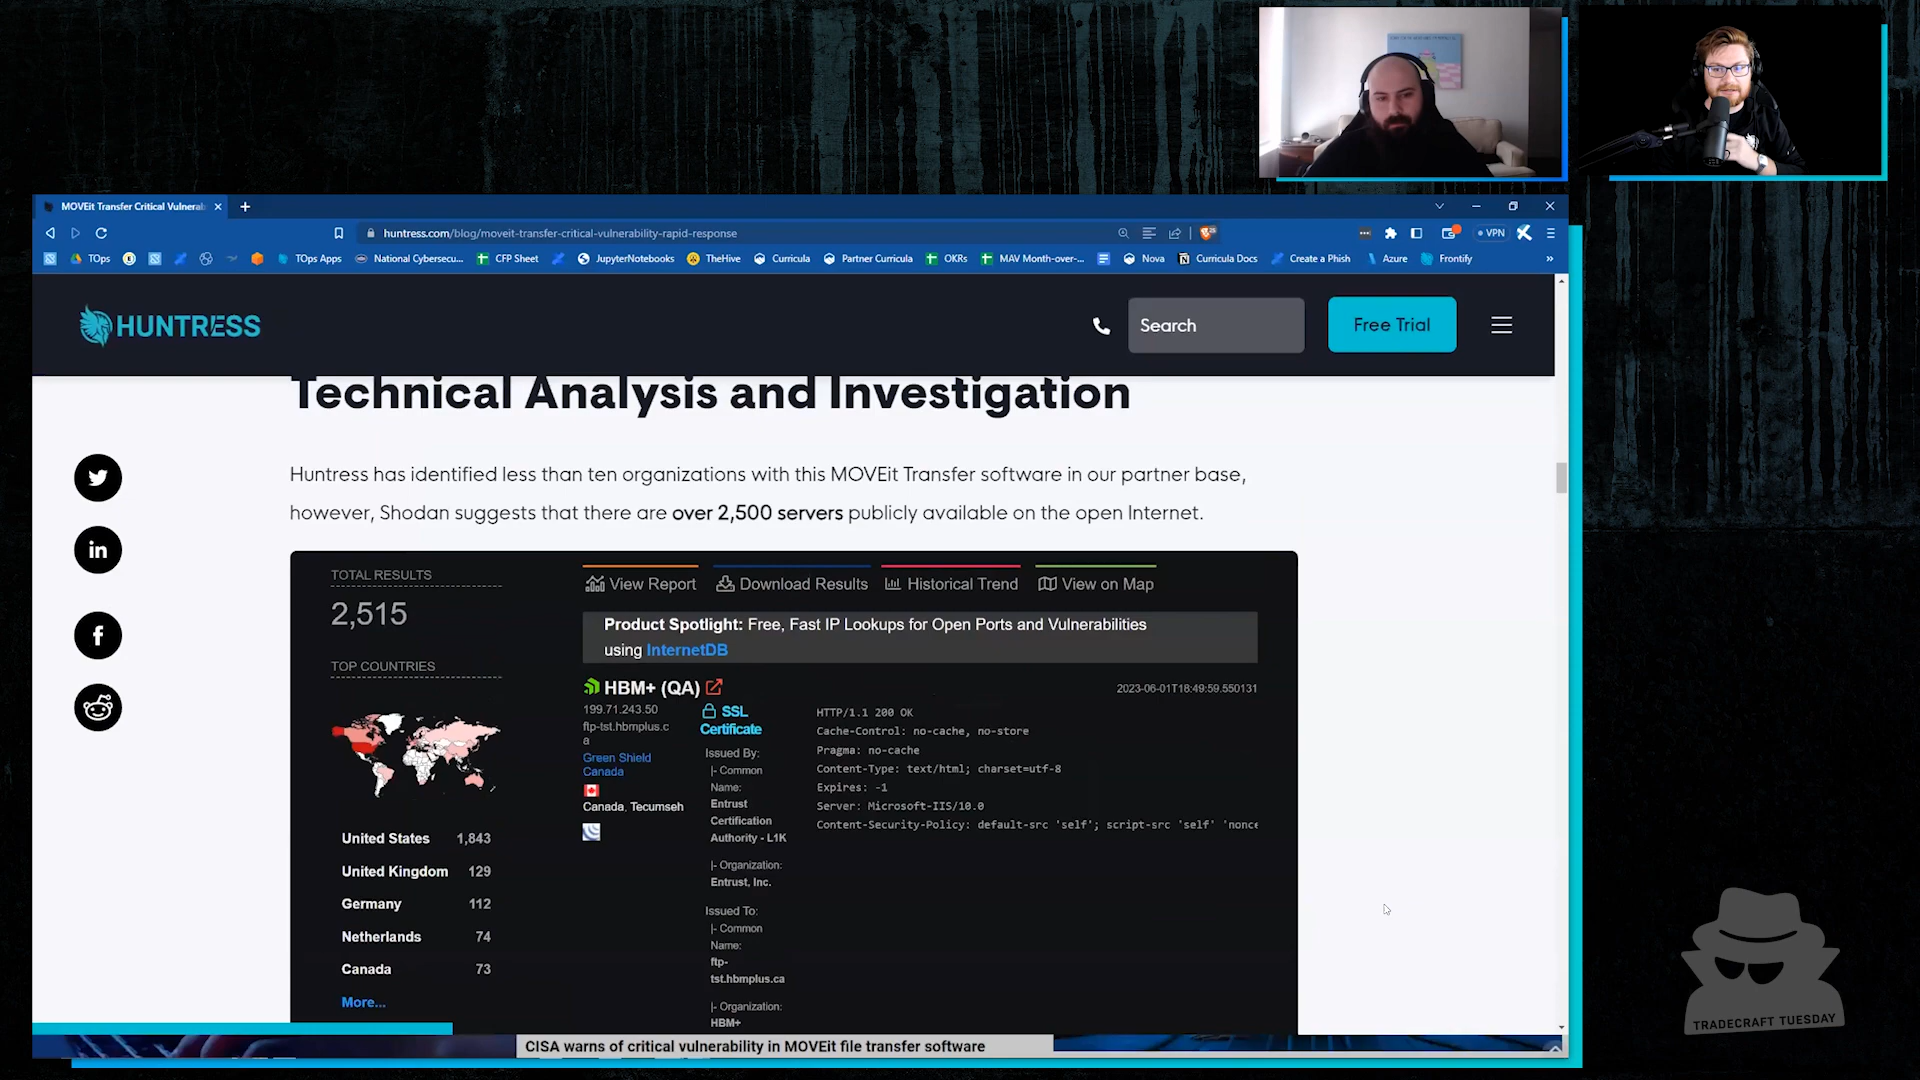 MOVEit Transfer Critical Vulnera
huntress.com/blog/moveit-transfer-critical-vulnerability-rapid-response
VPN
TOps
TOps Apps
National Cybersecu...
CFP Sheet
JupyterNotebooks
TheHive
Curricula
Partner Curricula
OKRs
MAV Month-over-...
Nova
Curricula Docs
Create a Phish
Azure
Frontify
HUNTRESS
Search
Free Trial
Technical Analysis and Investigation
Huntress has identified less than ten organizations with this MOVEit Transfer software in our partner base,
however, Shodan suggests that there are over 2,500 servers publicly available on the open Internet.
TOTAL RESULTS
2,515
TOP COUNTRIES
United States 1,843
United Kingdom 129
Germany 112
Netherlands 74
Canada 73
More...
View Report
Download Results
Historical Trend
View on Map
Product Spotlight: Free, Fast IP Lookups for Open Ports and Vulnerabilities
using InternetDB
HBM+ (QA)
2023-06-01T18:49:59.550131
199.71.243.50
ftp-tst.hbmplus.c
a
Green Shield
Canada
Canada, Tecumseh
SSL
Certificate
Issued By:
|- Common
Name:
Entrust
Certification
Authority - L1K
|- Organization:
Entrust, Inc.
Issued To:
|- Common
Name:
ftp-
tst.hbmplus.ca
|- Organization:
HBM+
HTTP/1.1 200 OK
Cache-Control: no-cache, no-store
Pragma: no-cache
Content-Type: text/html; charset=utf-8
Expires: -1
Server: Microsoft-IIS/10.0
Content-Security-Policy: default-src 'self'; script-src 'self' 'nonce
CISA warns of critical vulnerability in MOVEit file transfer software
TRADECRAFT TUESDAY